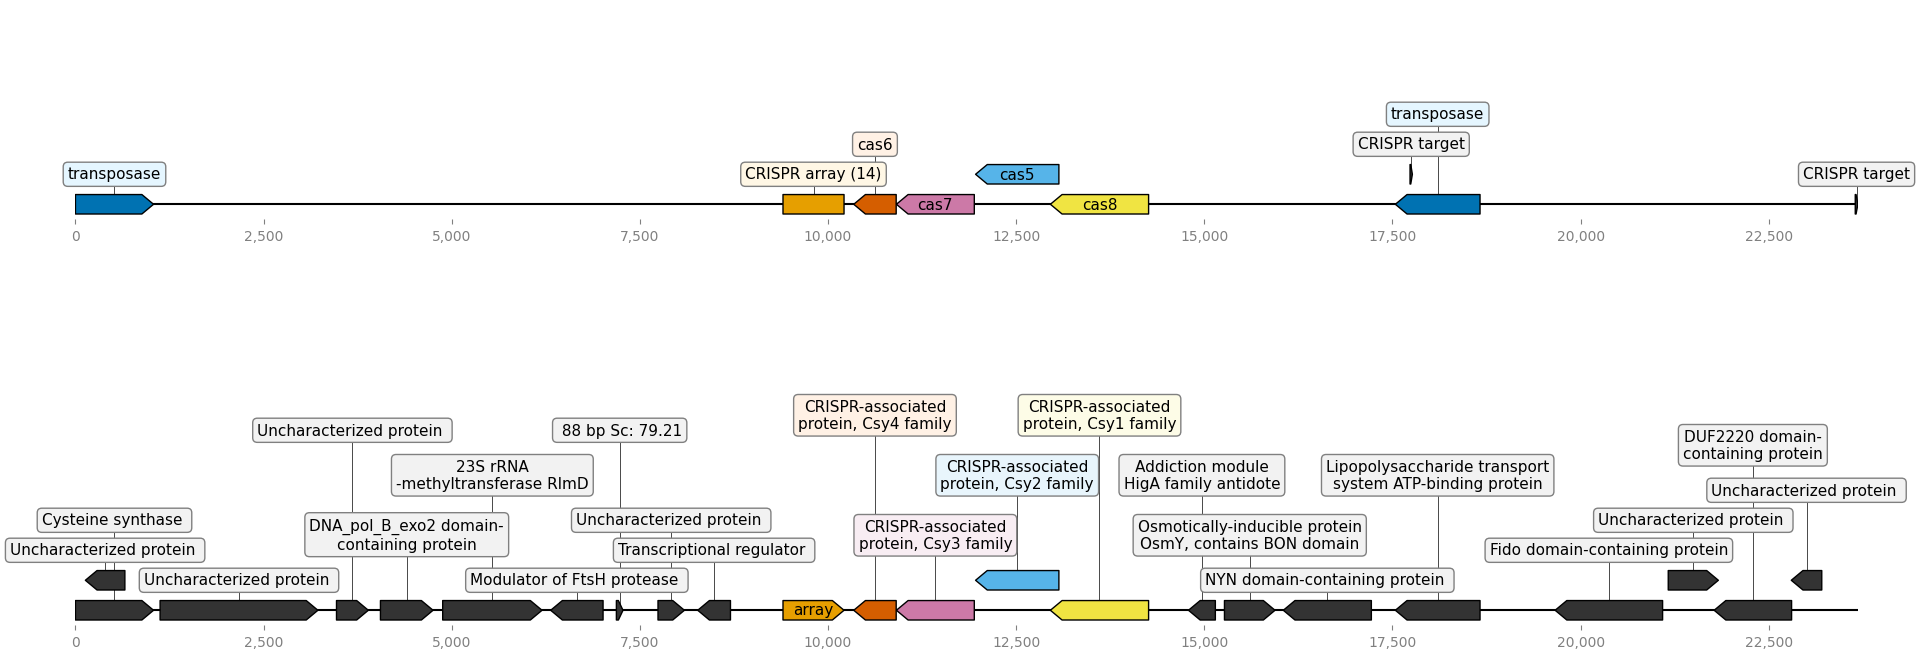 transposase
CRISPR target
cas6
transposase
CRISPR array (14)
CRISPR target
cas5
cas7
cas8
0
2,500
5,000
7,500
10,000
12,500
15,000
17,500
20,000
22,500
CRISPR-associated
protein, Csy4 family
CRISPR-associated
protein, Csy1 family
Uncharacterized protein
88 bp Sc: 79.21
DUF2220 domain-
containing protein
23S rRNA
-methyltransferase RlmD
CRISPR-associated
protein, Csy2 family
Addiction module
HigA family antidote
Lipopolysaccharide transport
system ATP-binding protein
Uncharacterized protein
Cysteine synthase
DNA_pol_B_exo2 domain-
containing protein
Uncharacterized protein
CRISPR-associated
protein, Csy3 family
Osmotically-inducible protein
OsmY, contains BON domain
Uncharacterized protein
Uncharacterized protein
Transcriptional regulator
Fido domain-containing protein
Uncharacterized protein
Modulator of FtsH protease
NYN domain-containing protein
array
0
2,500
5,000
7,500
10,000
12,500
15,000
17,500
20,000
22,500